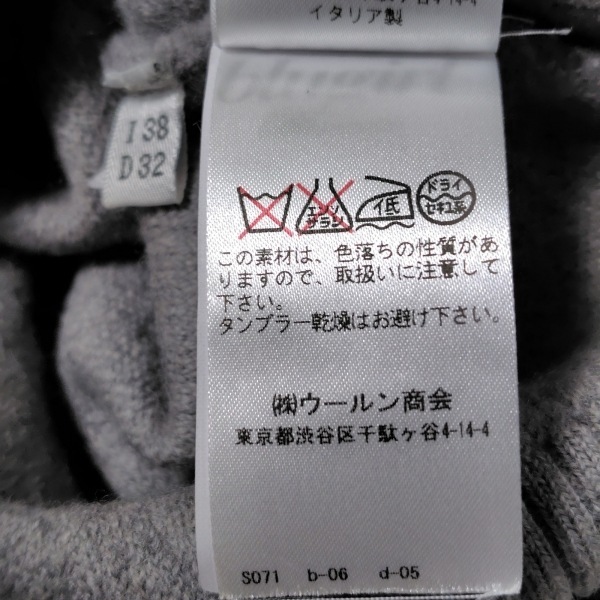 イタリア製
I 38
D 32
エンソ
サラシ
イ 低
ドライ
セキユ系
この素材は、色落ちの性質があ
りますので、取扱いに注意して
下さい。
タンブラー乾燥はお避け下さい。
㈱ウールン商会
東京都渋谷区千駄ヶ谷4-14-4
S071 b-06 d-05